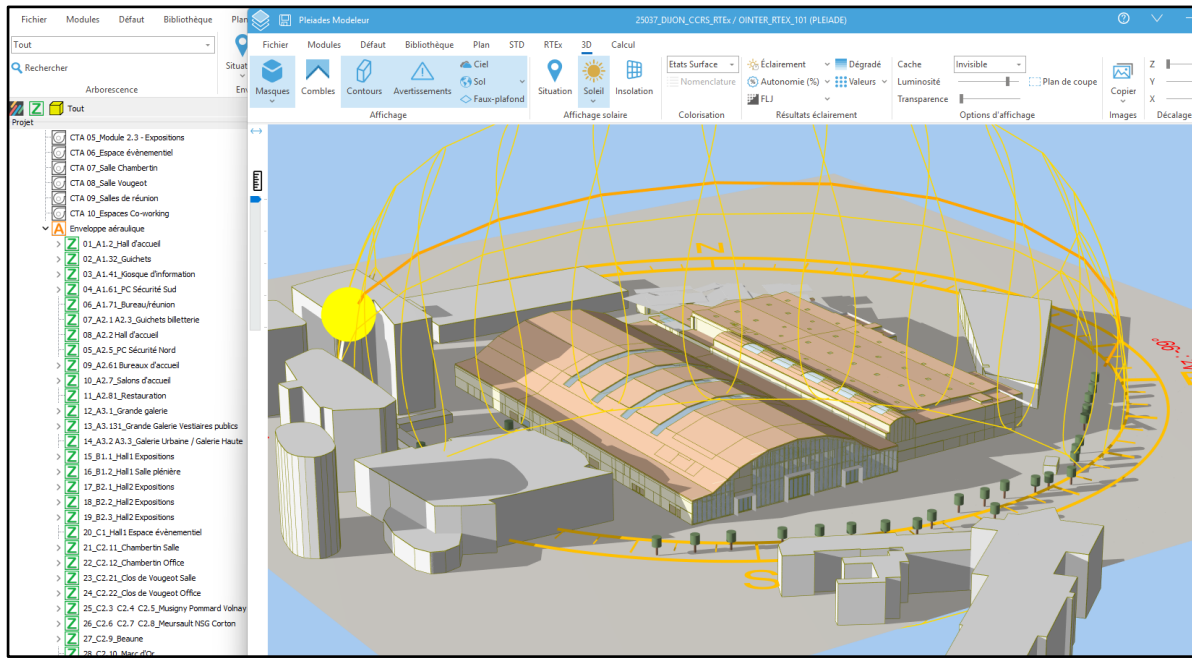 Fichier Modules Défaut Bibliothèque Plan
Tout
Rechercher
Arborescence
Tout
Projet
CTA 05_Module 2.3 - Expositions
CTA 06_Espace évènementiel
CTA 07_Salle Chambertin
CTA 08_Salle Vougeot
CTA 09_Salles de réunion
CTA 10_Espaces Co-working
A Enveloppe aéraulique
Z 01_A1.2_Hall d'accueil
Z 02_A1.32_Guichets
Z 03_A1.41_Kiosque d'information
Z 04_A1.61_PC Sécurité Sud
Z 06_A1.71_Bureau/réunion
Z 07_A2.1 A2.3_Guichets billetterie
Z 08_A2.2 Hall d'accueil
Z 05_A2.5_PC Sécurité Nord
Z 09_A2.61 Bureaux d'accueil
Z 10_A2.7_Salons d'accueil
Z 11_A2.81_Restauration
Z 12_A3.1_Grande galerie
Z 13_A3.131_Grande Galerie Vestiaires publics
Z 14_A3.2 A3.3_Galerie Urbaine / Galerie Haute
Z 15_B1.1_Hall1 Expositions
Z 16_B1.2_Hall1 Salle plénière
Z 17_B2.1_Hall2 Expositions
Z 18_B2.2_Hall2 Expositions
Z 19_B2.3_Hall2 Expositions
Z 20_C1_Hall1 Espace évènementiel
Z 21_C2.11_Chambertin Salle
Z 22_C2.12_Chambertin Office
Z 23_C2.21_Clos de Vougeot Salle
Z 24_C2.22_Clos de Vougeot Office
Z 25_C2.3 C2.4 C2.5_Musigny Pommard Volnay
Z 26_C2.6 C2.7 C2.8_Meursault NSG Corton
Z 27_C2.9_Beaune
Z 28_C2.10_Marc d'Or
Pleiades Modeleur 25037_DIJON_CCRS_RTEx / OINTER_RTEX_101 (PLEIADE)
Fichier Modules Défaut Bibliothèque Plan STD RTEx 3D Calcul
Masques
Combles
Contours
Avertissements
Ciel
Sol
Faux-plafond
Affichage
Situation
Soleil
Insolation
Affichage solaire
Etats Surface
Nomenclature
Colorisation
Éclairement
Autonomie (%)
FLJ
Dégradé
Valeurs
Résultats éclairement
Cache Invisible
Luminosité
Transparence
Plan de coupe
Options d'affichage
Copier
Images
Z
Y
X
Décalage
N
S